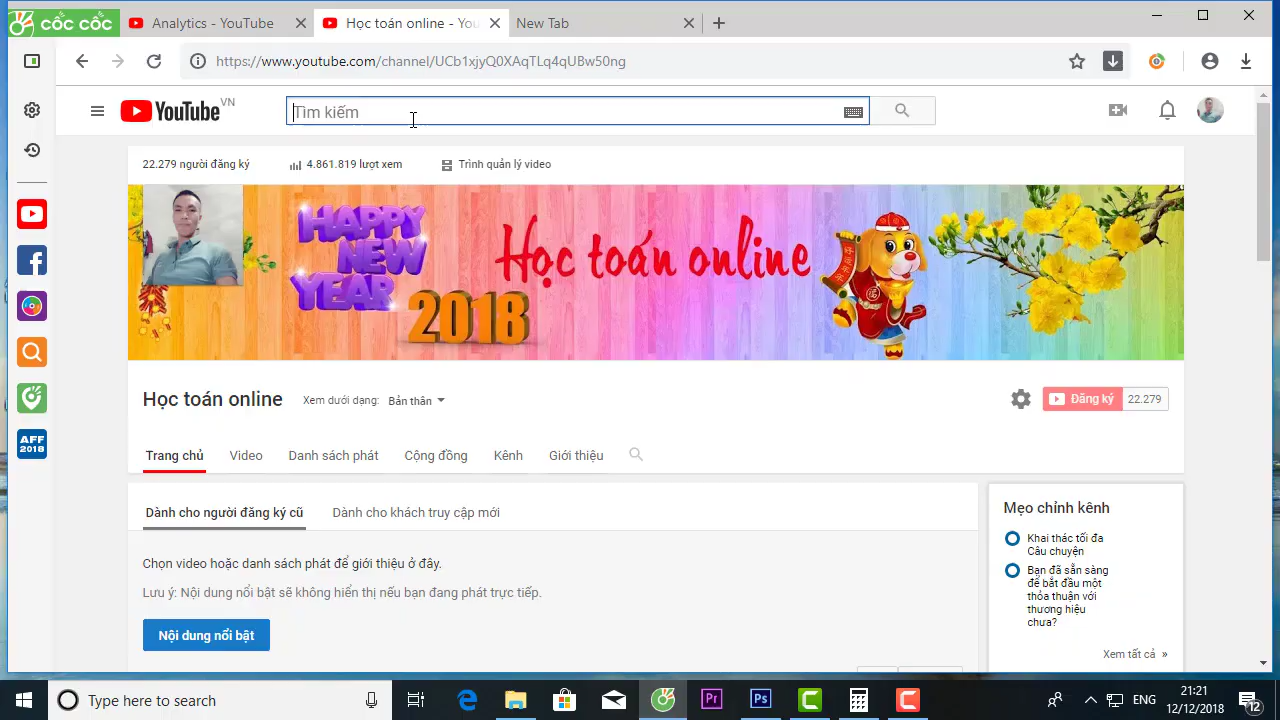 cốc cốc
Analytics - YouTube
Học toán online - You
New Tab
https://www.youtube.com/channel/UCb1xjyQ0XAqTLq4qUBw50ng
YouTube VN
Tìm kiếm
22.279 người đăng ký
4.861.819 lượt xem
Trình quản lý video
HAPPY
NEW
YEAR
2018
Học toán online
Học toán online
Xem dưới dạng:
Bản thân
Đăng ký
22.279
Trang chủ
Video
Danh sách phát
Cộng đồng
Kênh
Giới thiệu
Dành cho người đăng ký cũ
Dành cho khách truy cập mới
Chọn video hoặc danh sách phát để giới thiệu ở đây.
Lưu ý: Nội dung nổi bật sẽ không hiển thị nếu bạn đang phát trực tiếp.
Nội dung nổi bật
Mẹo chỉnh kênh
Khai thác tối đa
Câu chuyện
Bạn đã sẵn sàng
để bắt đầu một
thỏa thuận với
thương hiệu
chưa?
Xem tất cả »
AFF
2018
Type here to search
Pr
Ps
ENG
21:21
12/12/2018
12